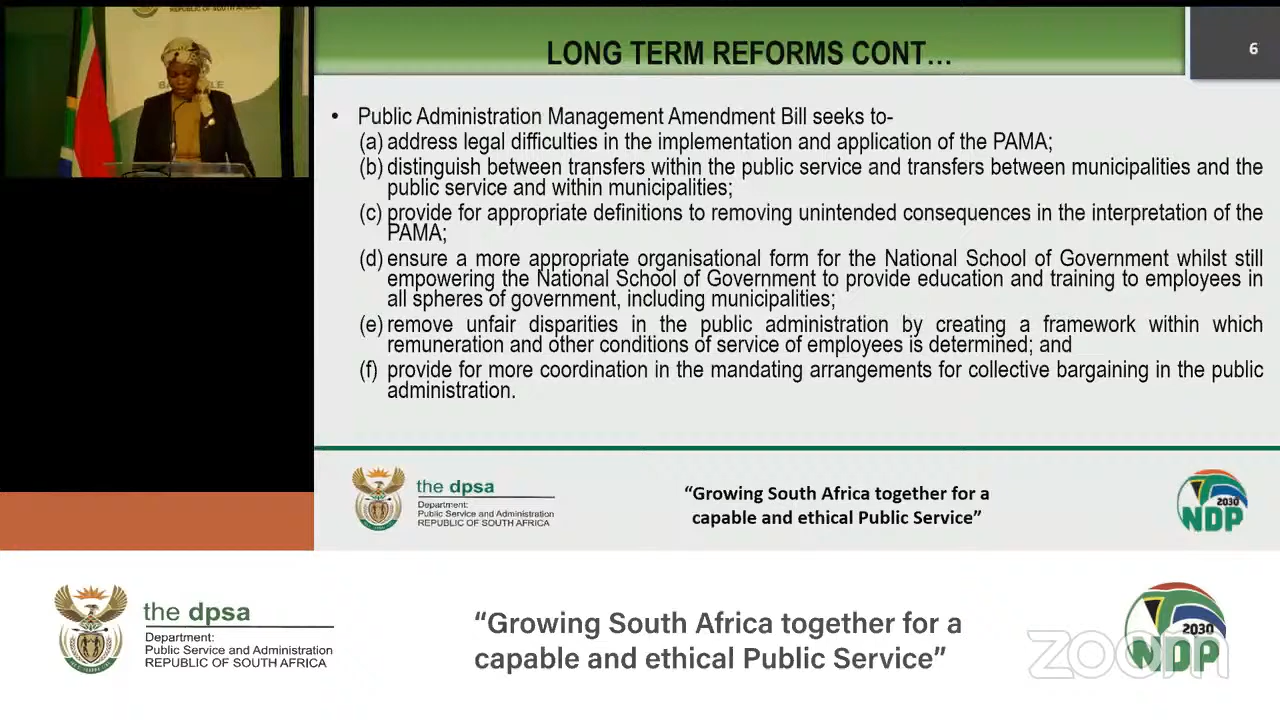 REPUBLIC OF SOUTH AFRICA
LONG TERM REFORMS CONT…
6
• Public Administration Management Amendment Bill seeks to-
(a) address legal difficulties in the implementation and application of the PAMA;
(b) distinguish between transfers within the public service and transfers between municipalities and the
public service and within municipalities;
(c) provide for appropriate definitions to removing unintended consequences in the interpretation of the
PAMA;
(d) ensure a more appropriate organisational form for the National School of Government whilst still
empowering the National School of Government to provide education and training to employees in
all spheres of government, including municipalities;
(e) remove unfair disparities in the public administration by creating a framework within which
remuneration and other conditions of service of employees is determined; and
(f) provide for more coordination in the mandating arrangements for collective bargaining in the public
administration.
the dpsa
Department:
Public Service and Administration
REPUBLIC OF SOUTH AFRICA
“Growing South Africa together for a
capable and ethical Public Service”
2030
NDP
the dpsa
Department:
Public Service and Administration
REPUBLIC OF SOUTH AFRICA
“Growing South Africa together for a
capable and ethical Public Service”
2030
NDP
zoom